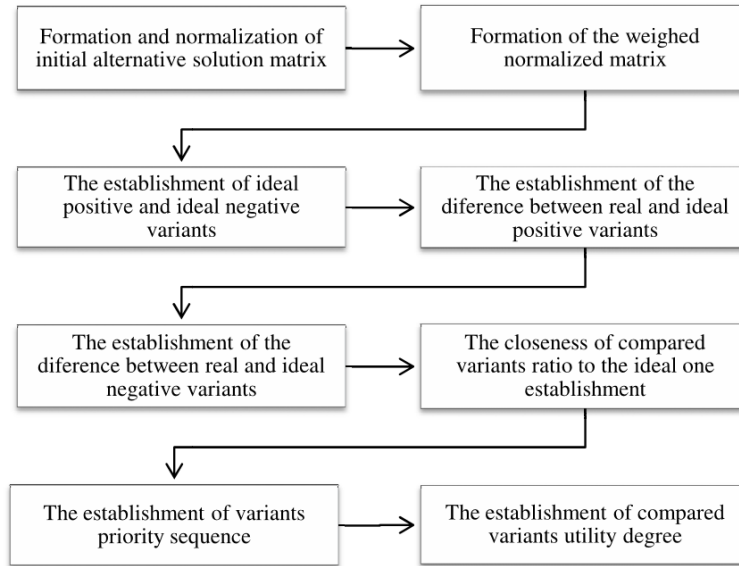 Formation and normalization of
initial alternative solution matrix
Formation of the weighed
normalized matrix
The establishment of ideal
positive and ideal negative
variants
The establishment of the
diference between real and ideal
positive variants
The establishment of the
diference between real and ideal
negative variants
The closeness of compared
variants ratio to the ideal one
establishment
The establishment of variants
priority sequence
The establishment of compared
variants utility degree